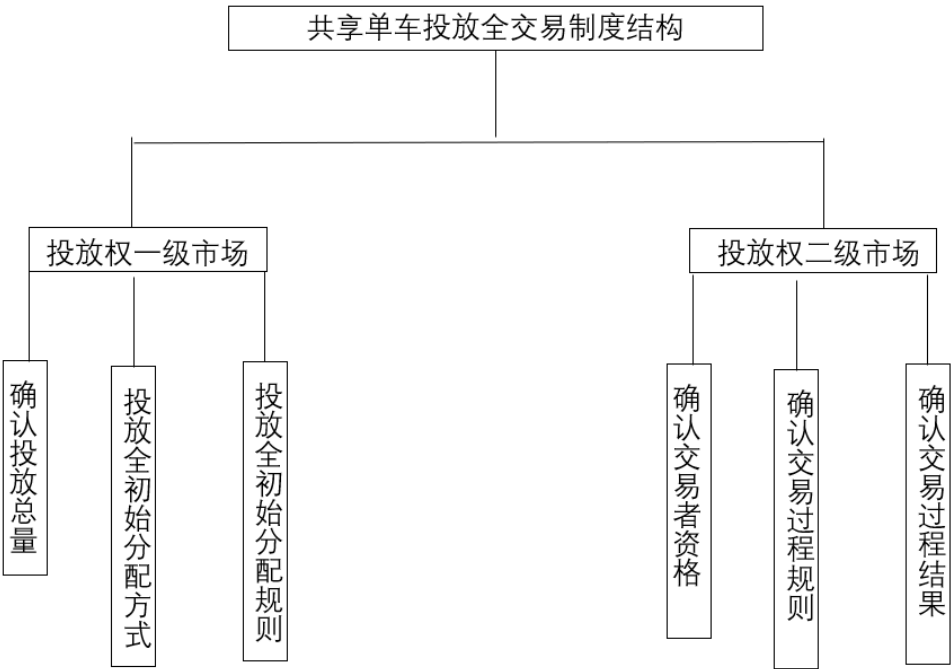 共享单车投放全交易制度结构
投放权一级市场
投放权二级市场
确认投放总量
投放全初始分配方式
投放全初始分配规则
确认交易者资格
确认交易过程规则
确认交易过程结果